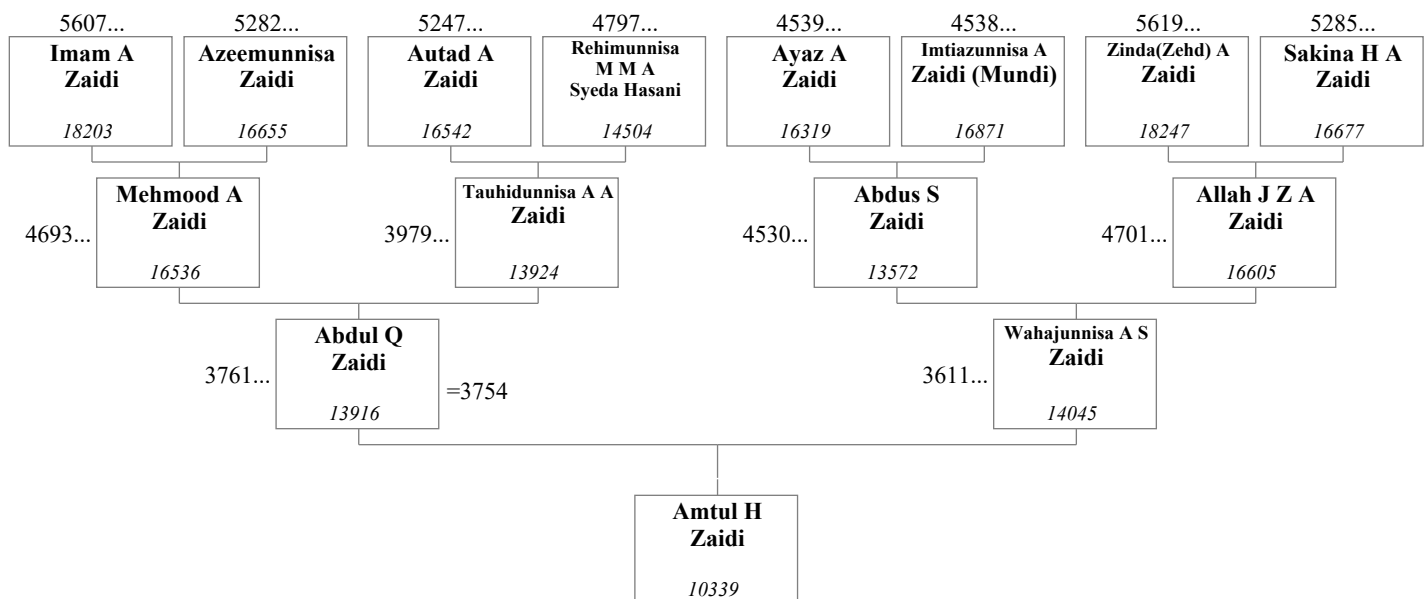 5607... 5282... 5247... 4797... 4539... 4538... 5619... 5285...
Imam A
Zaidi
18203
Azeemunnisa
Zaidi
16655
Autad A
Zaidi
16542
Rehimunnisa
M M A
Syeda Hasani
14504
Ayaz A
Zaidi
16319
Imtiazunnisa A
Zaidi (Mundi)
16871
Zinda(Zehd) A
Zaidi
18247
Sakina H A
Zaidi
16677
4693...
Mehmood A
Zaidi
16536
3979...
Tauhidunnisa A A
Zaidi
13924
4530...
Abdus S
Zaidi
13572
4701...
Allah J Z A
Zaidi
16605
3761...
Abdul Q
Zaidi
13916
=3754
3611...
Wahajunnisa A S
Zaidi
14045
Amtul H
Zaidi
10339